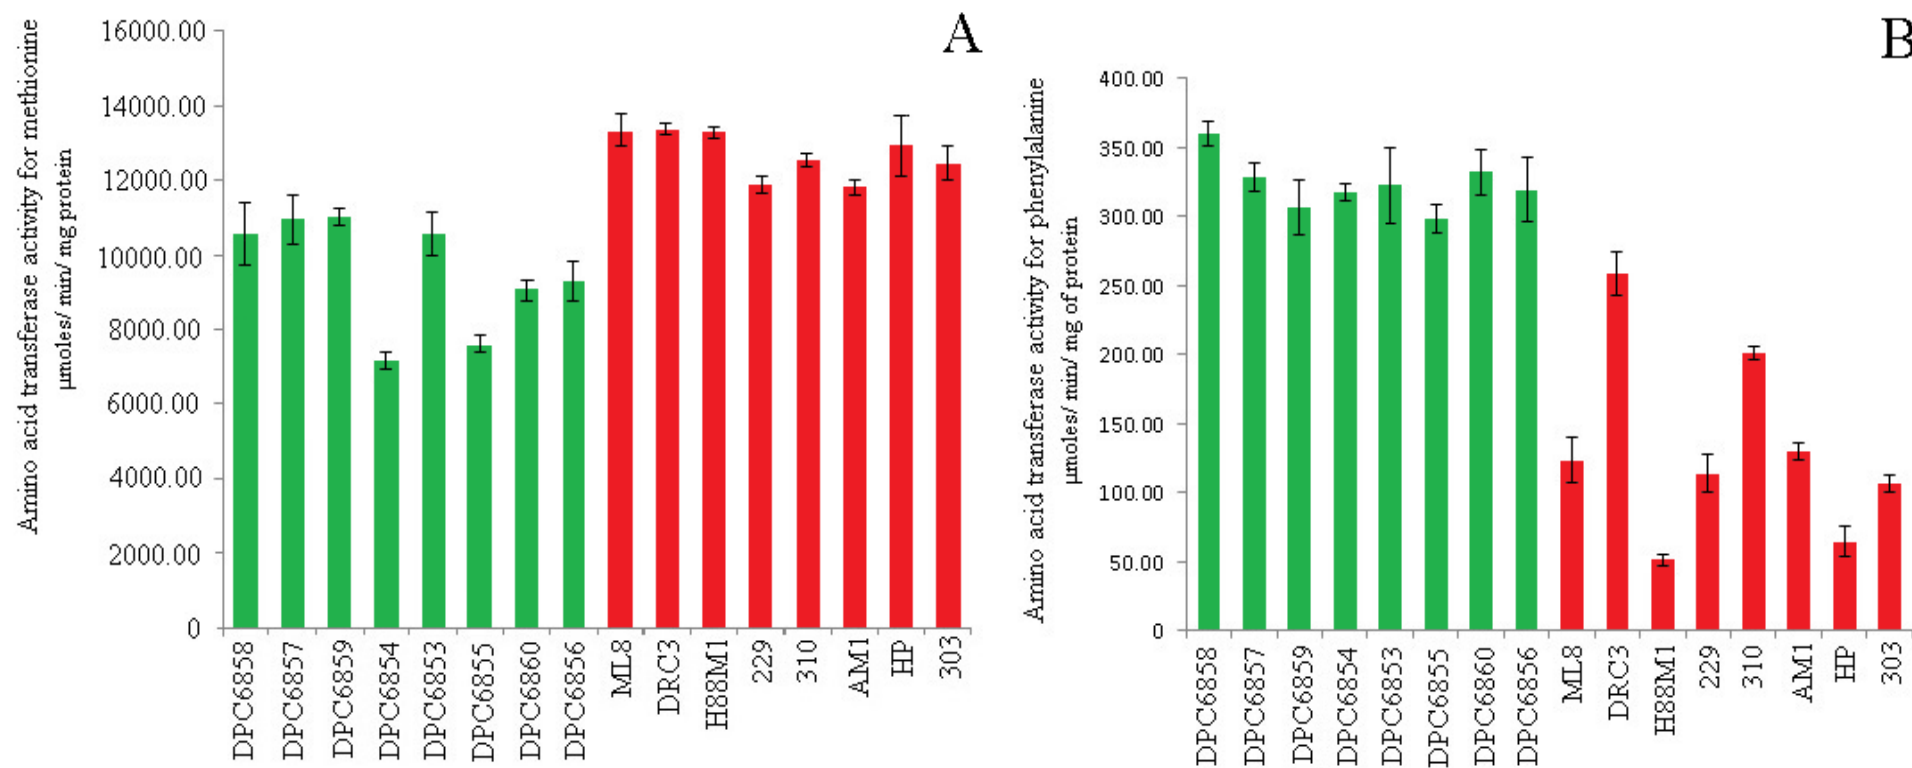 A
Amino acid transferase activity for methionine
µmoles/ min/ mg protein
16000.00
14000.00
12000.00
10000.00
8000.00
6000.00
4000.00
2000.00
0
DPC6858
DPC6857
DPC6859
DPC6854
DPC6853
DPC6855
DPC6860
DPC6856
ML8
DRC3
H88M1
229
310
AM1
HP
303
B
Amino acid transferase activity for phenylalanine
µmoles/ min/ mg of protein
400.00
350.00
300.00
250.00
200.00
150.00
100.00
50.00
0
DPC6858
DPC6857
DPC6859
DPC6854
DPC6853
DPC6855
DPC6860
DPC6856
ML8
DRC3
H88M1
229
310
AM1
HP
303